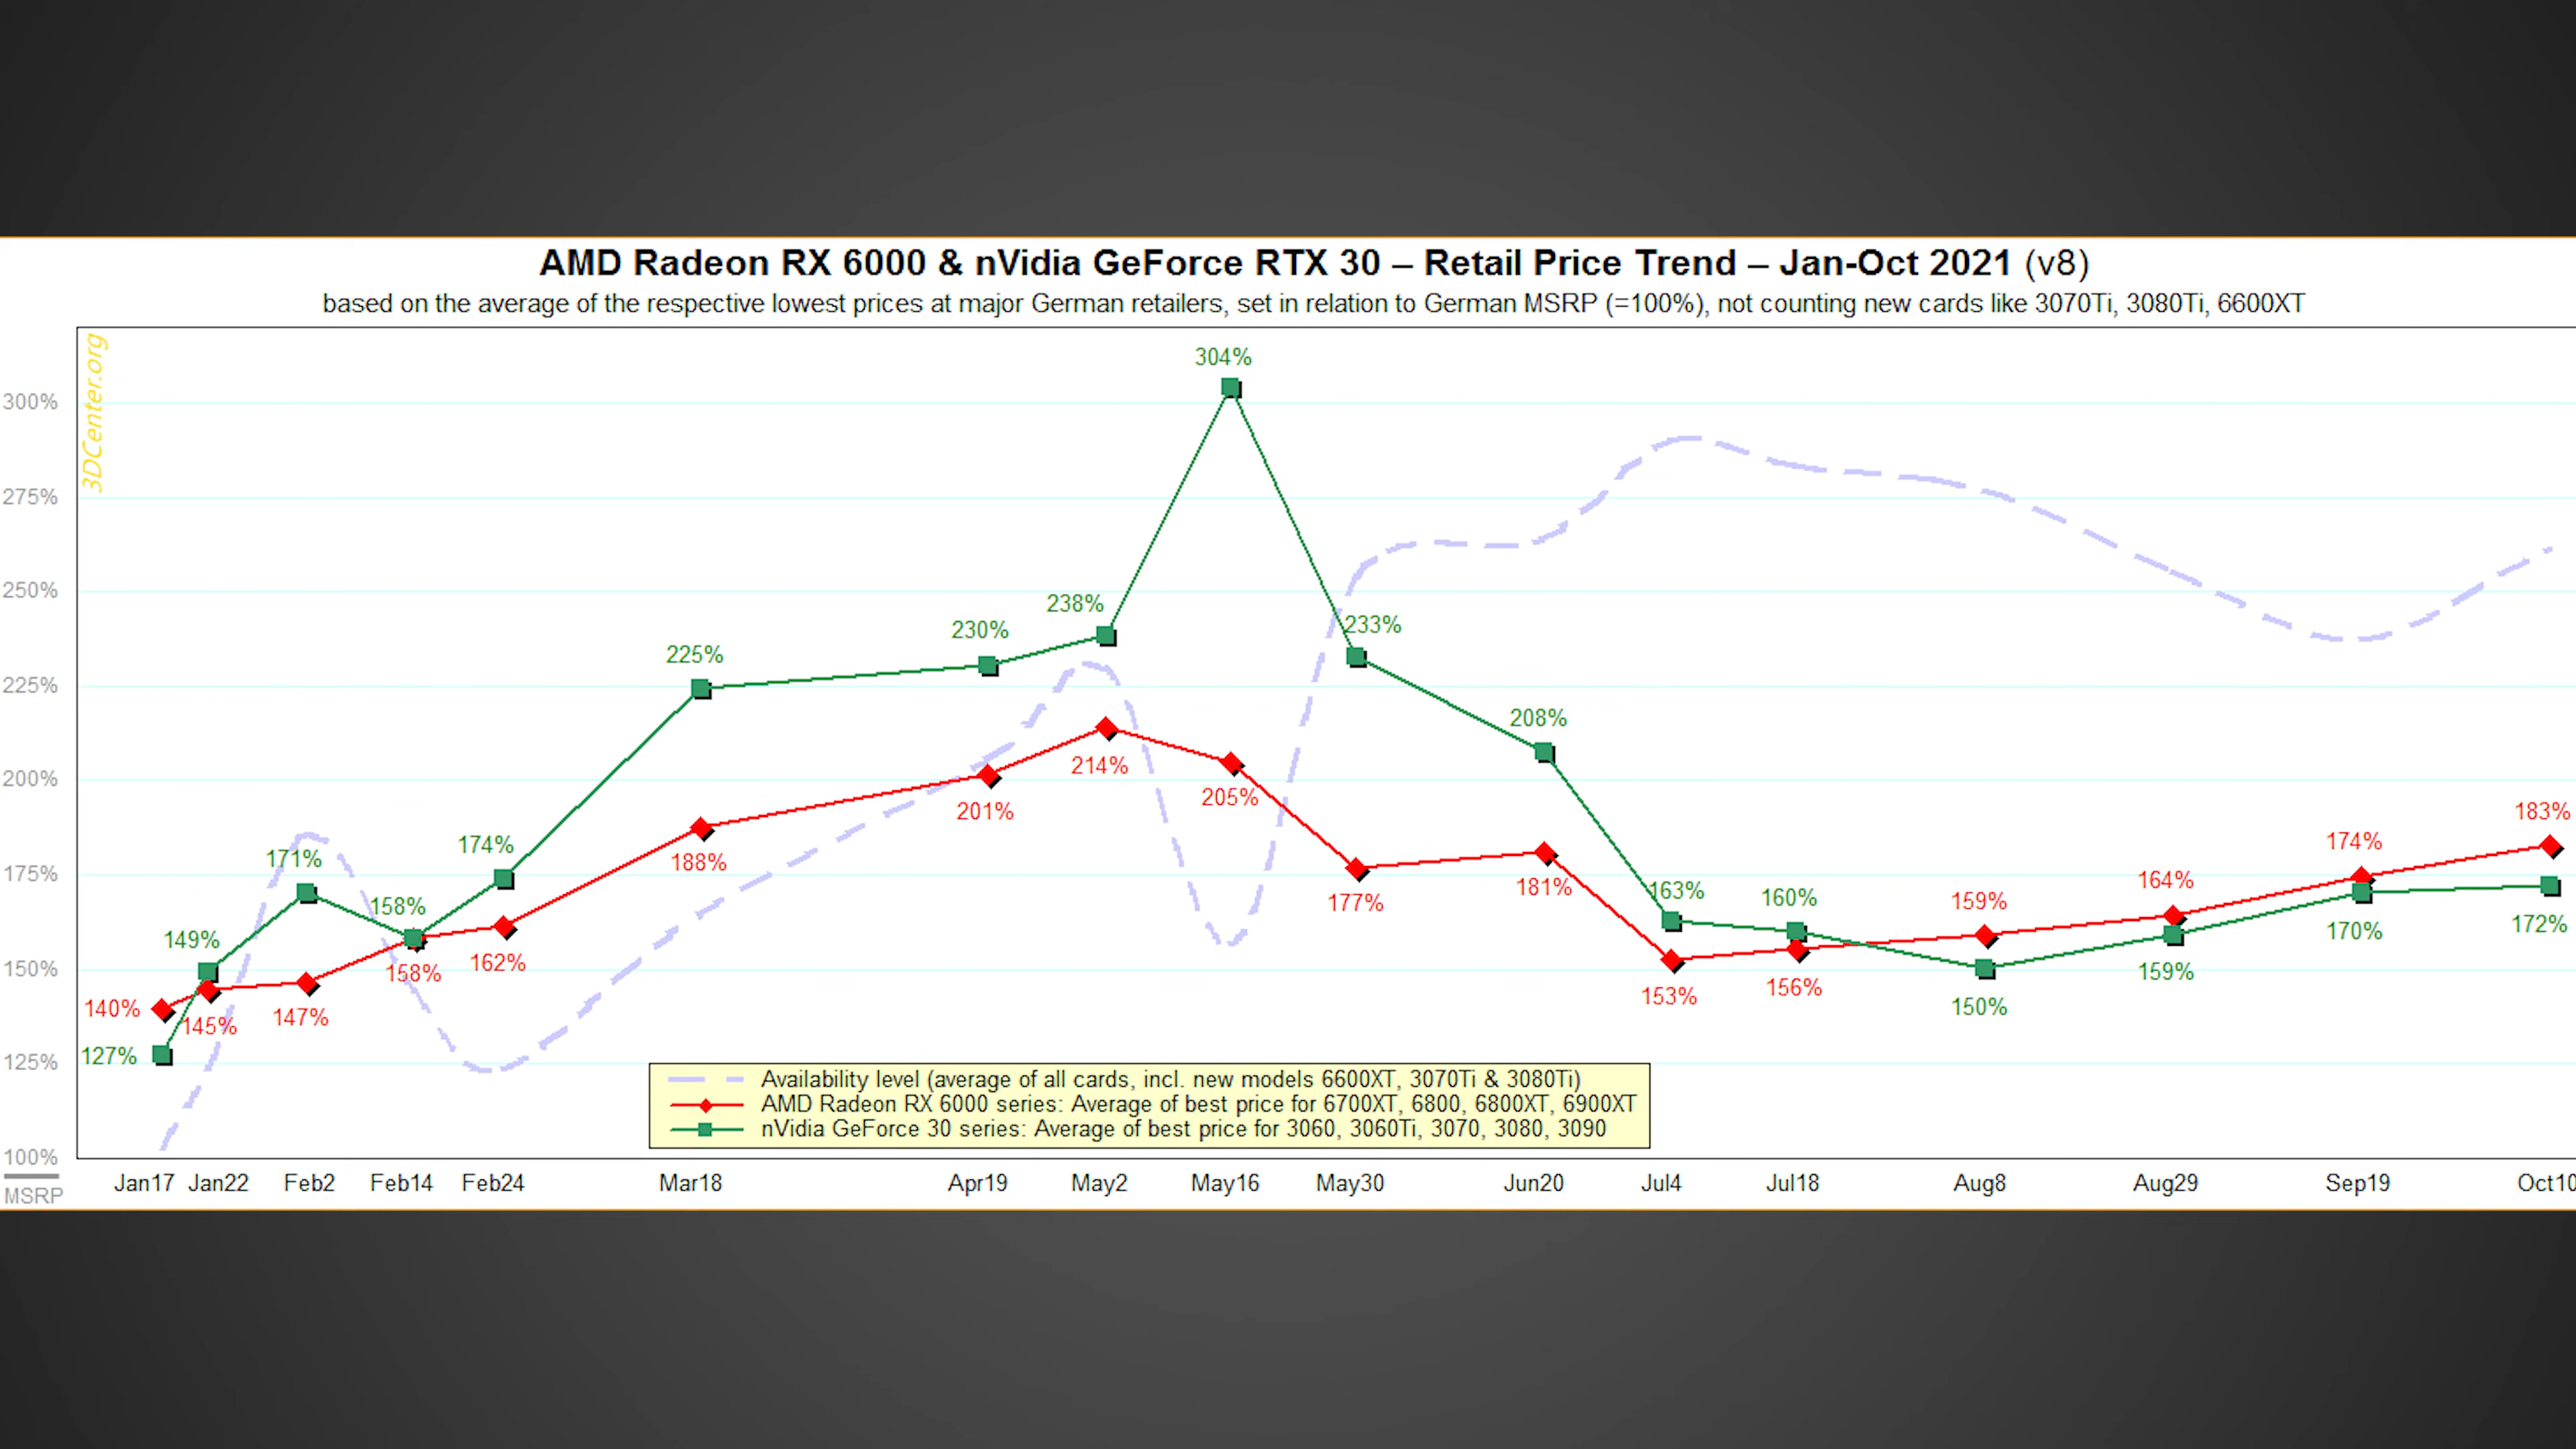 AMD Radeon RX 6000 & nVidia GeForce RTX 30 – Retail Price Trend – Jan-Oct 2021 (v8)
based on the average of the respective lowest prices at major German retailers, set in relation to German MSRP (=100%), not counting new cards like 3070Ti, 3080Ti, 6600XT
3DCenter.org
300%
275%
250%
225%
200%
175%
150%
125%
100%
MSRP
127% 149% 171% 158% 174% 225% 230% 238% 304% 233% 208% 163% 160% 150% 159% 170% 172%
140% 145% 147% 158% 162% 188% 201% 214% 205% 177% 181% 153% 156% 159% 164% 174% 183%
Availability level (average of all cards, incl. new models 6600XT, 3070Ti & 3080Ti)
AMD Radeon RX 6000 series: Average of best price for 6700XT, 6800, 6800XT, 6900XT
nVidia GeForce 30 series: Average of best price for 3060, 3060Ti, 3070, 3080, 3090
Jan17 Jan22 Feb2 Feb14 Feb24 Mar18 Apr19 May2 May16 May30 Jun20 Jul4 Jul18 Aug8 Aug29 Sep19 Oct10